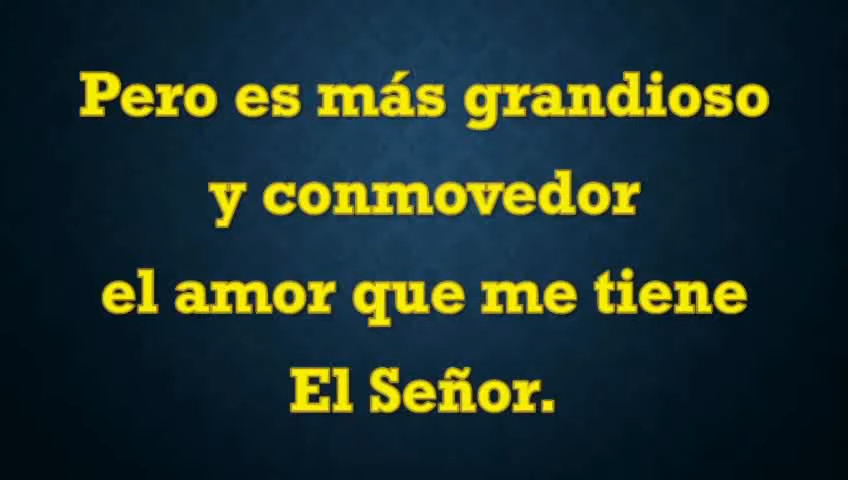 Pero es más grandioso
y conmovedor
el amor que me tiene
El Señor.